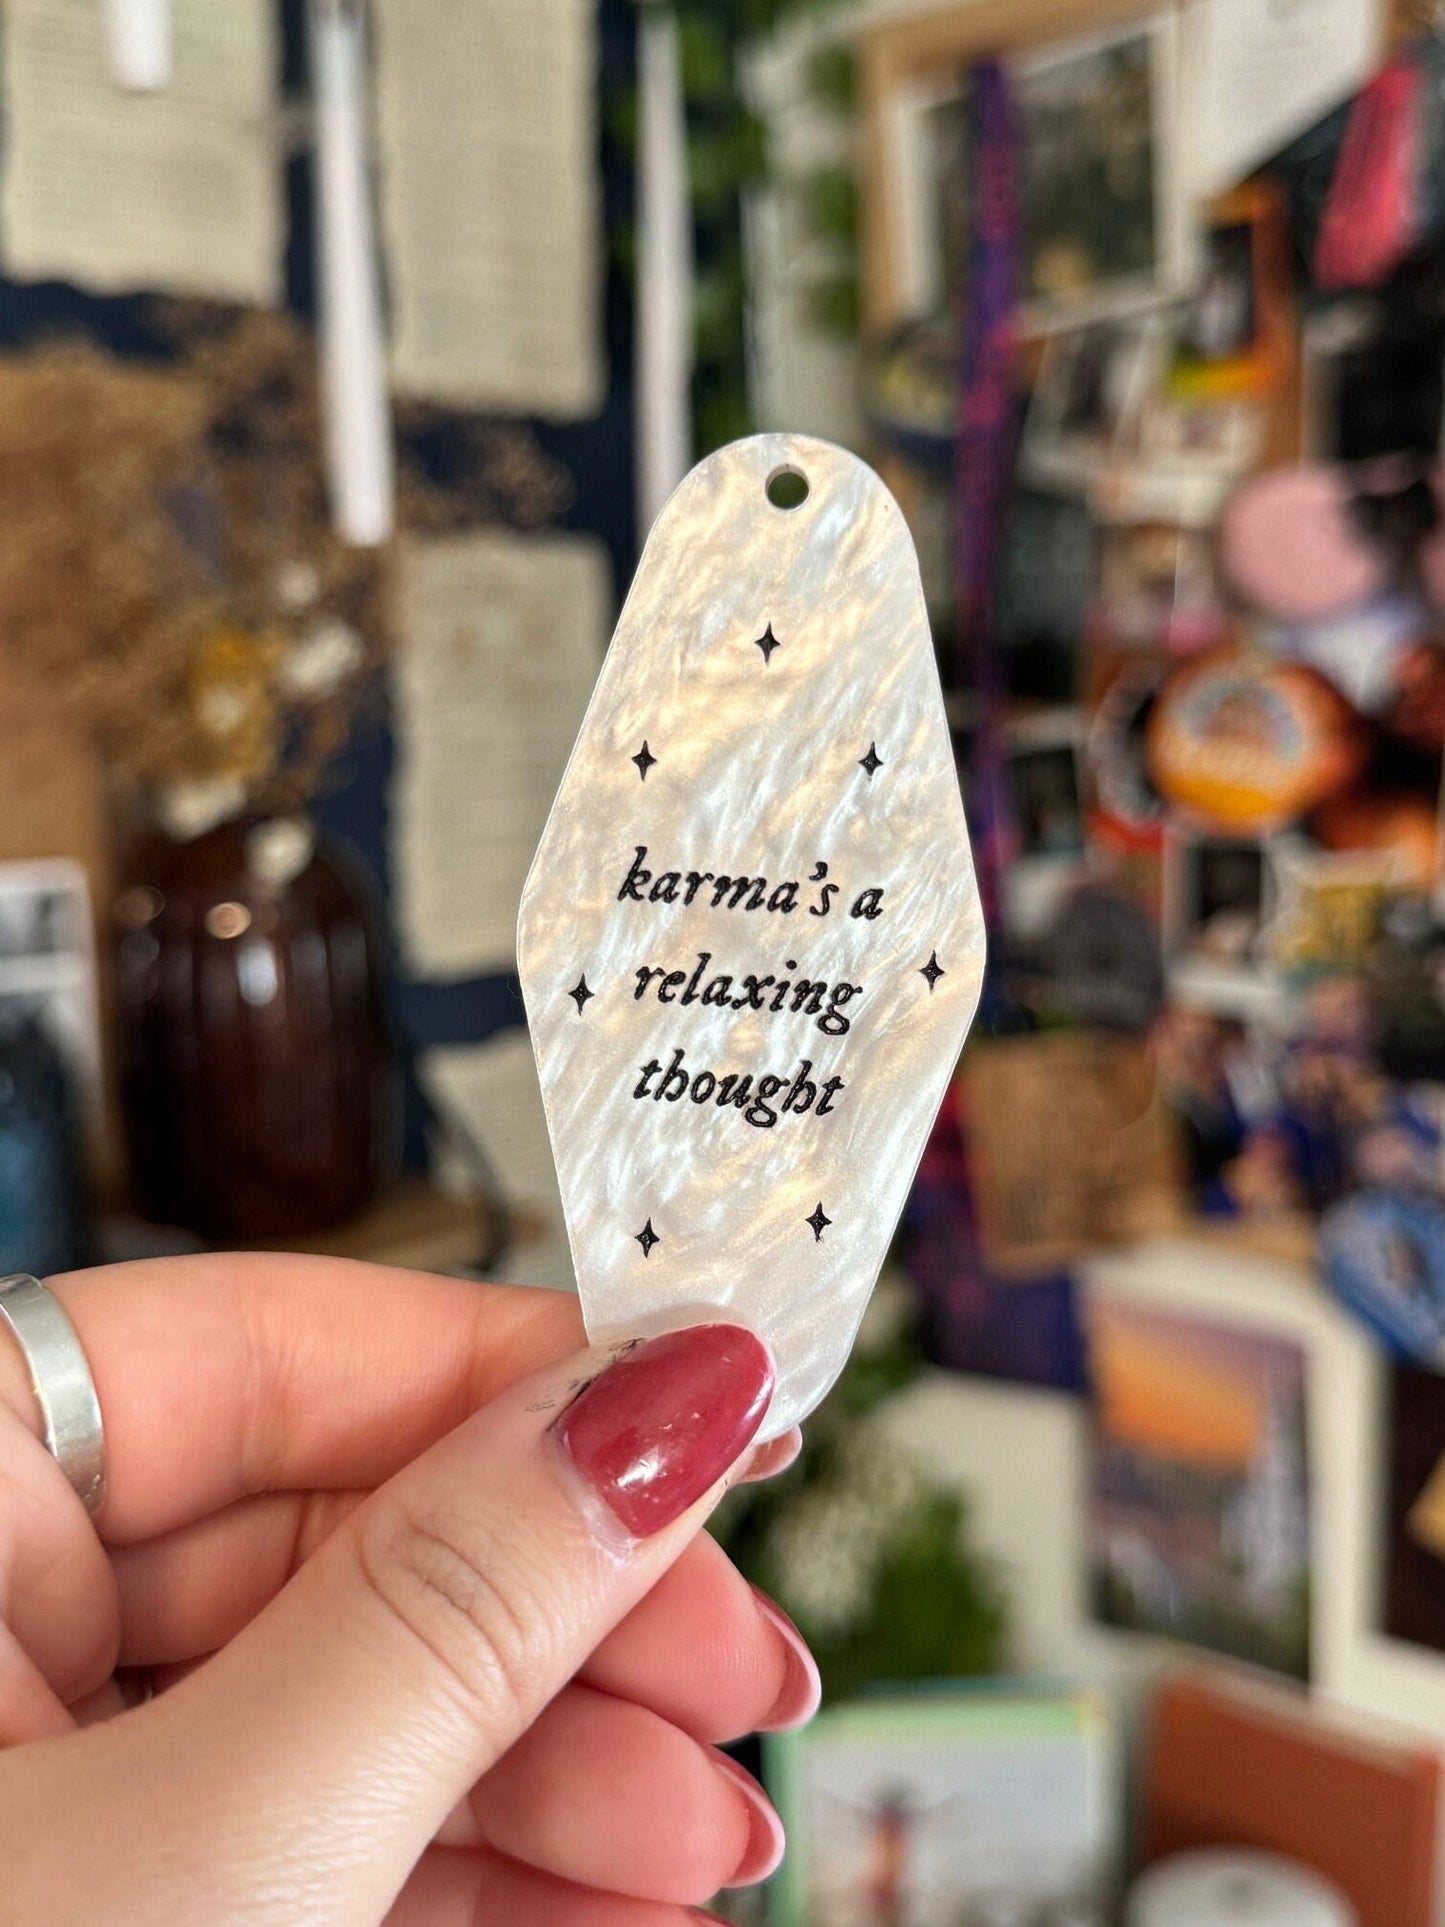 karma's a
relaxing
thought